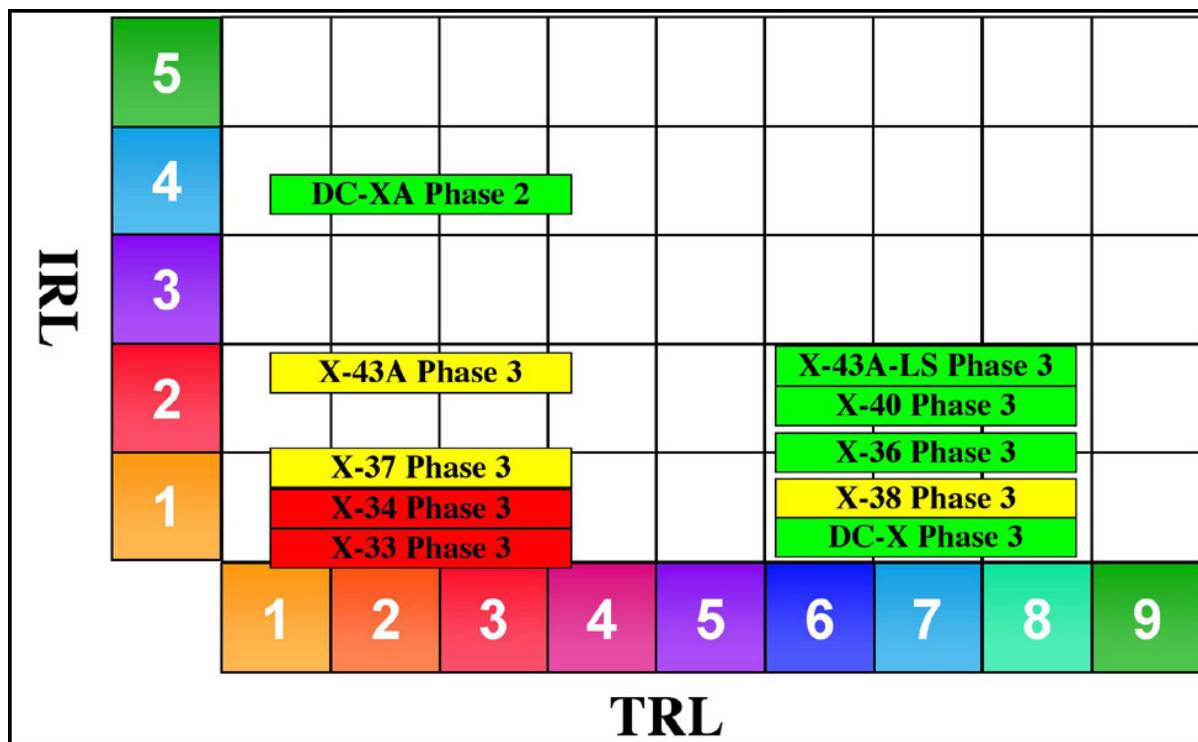 5
4
DC-XA Phase 2
IRL
3
2
X-43A Phase 3
X-43A-LS Phase 3
X-40 Phase 3
X-36 Phase 3
1
X-37 Phase 3
X-34 Phase 3
X-33 Phase 3
X-38 Phase 3
DC-X Phase 3
1 2 3 4 5 6 7 8 9
TRL